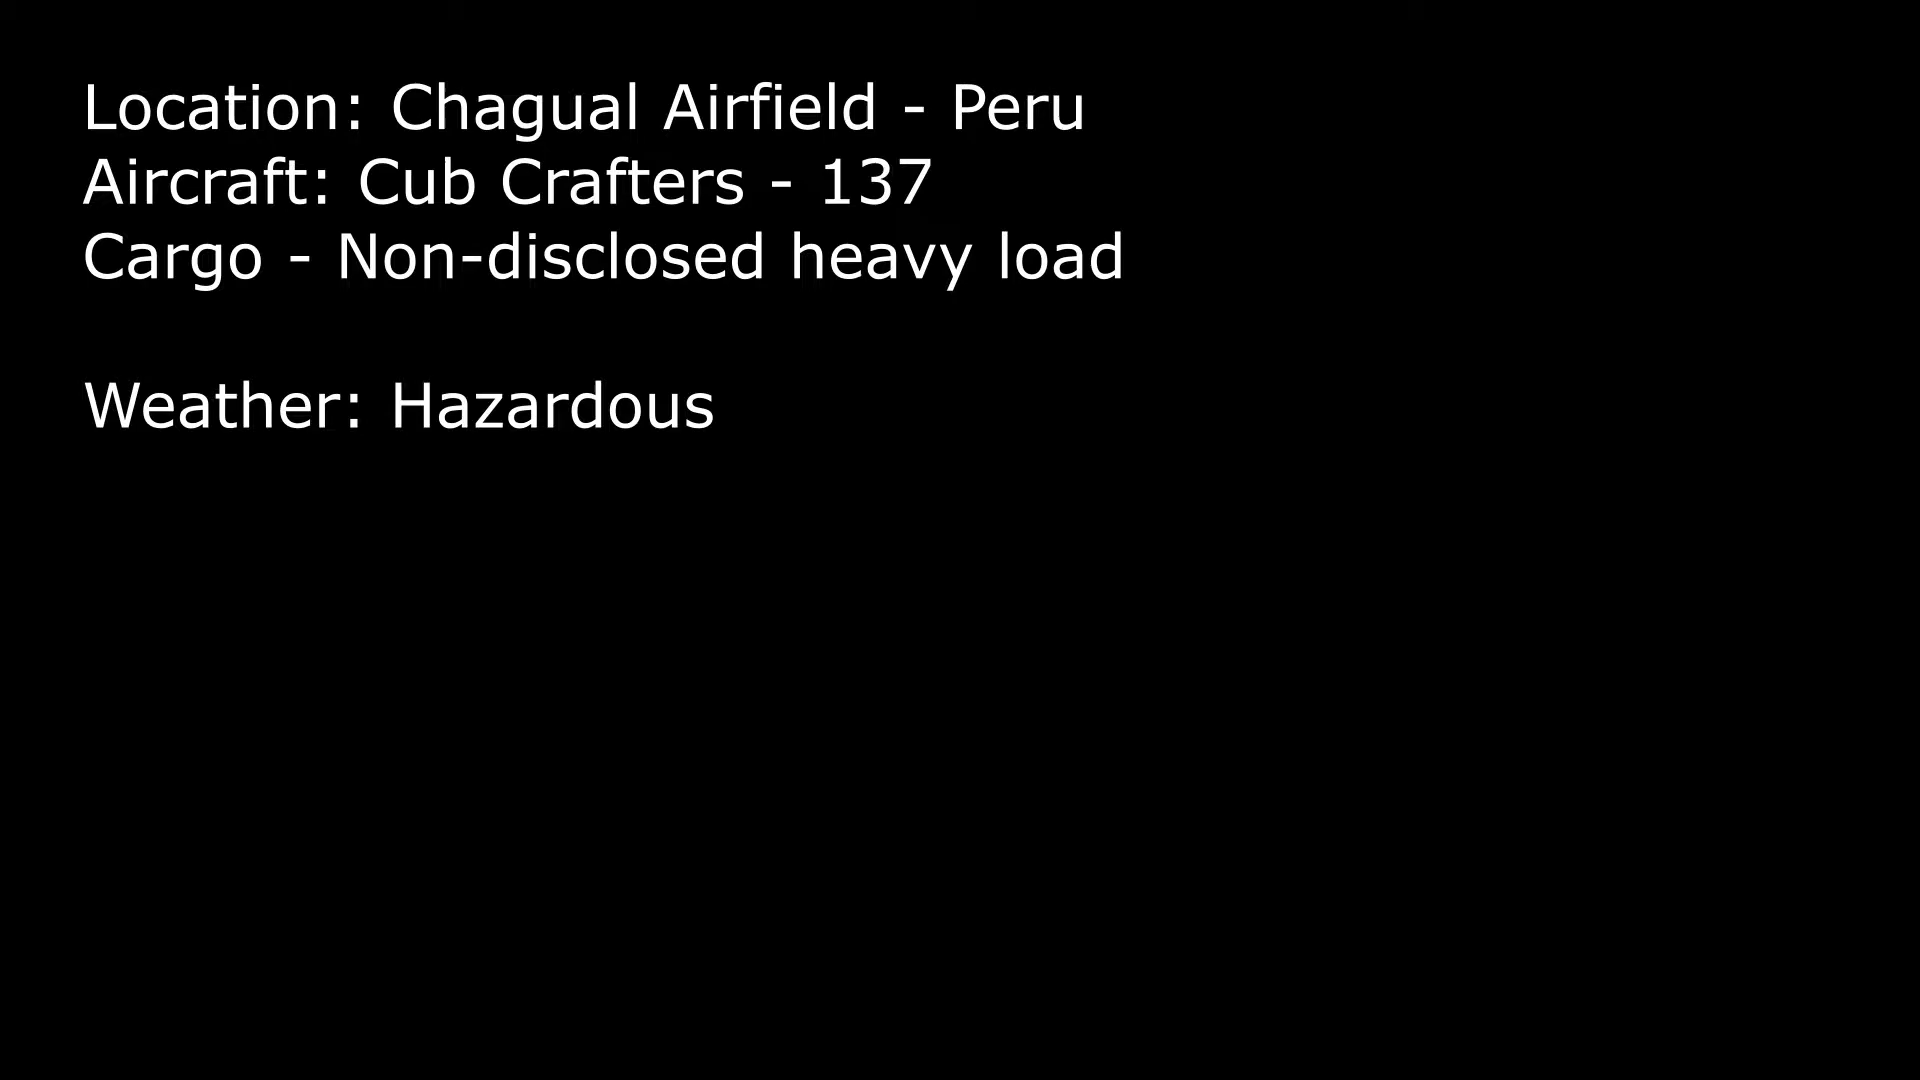 Location: Chagual Airfield - Peru
Aircraft: Cub Crafters - 137
Cargo - Non-disclosed heavy load
Weather: Hazardous